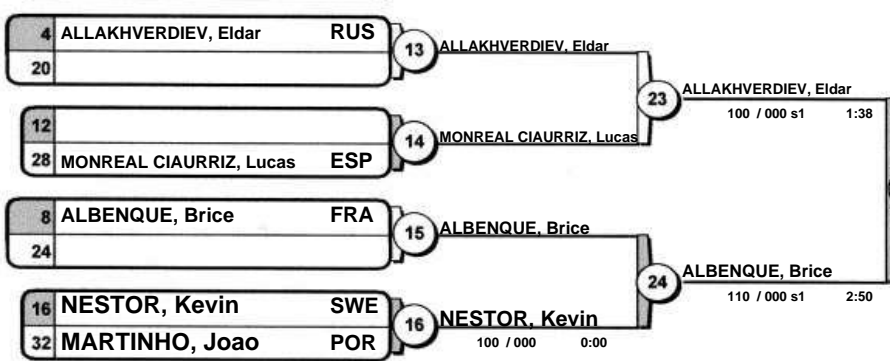 4 ALLAKHVERDIEV, Eldar RUS
20
13 ALLAKHVERDIEV, Eldar
12
28 MONREAL CIAURRIZ, Lucas ESP
14 MONREAL CIAURRIZ, Lucas
23 ALLAKHVERDIEV, Eldar
100 / 000 s1 1:38
8 ALBENQUE, Brice FRA
24
15 ALBENQUE, Brice
16 NESTOR, Kevin SWE
32 MARTINHO, Joao POR
16 NESTOR, Kevin
100 / 000 0:00
24 ALBENQUE, Brice
110 / 000 s1 2:50